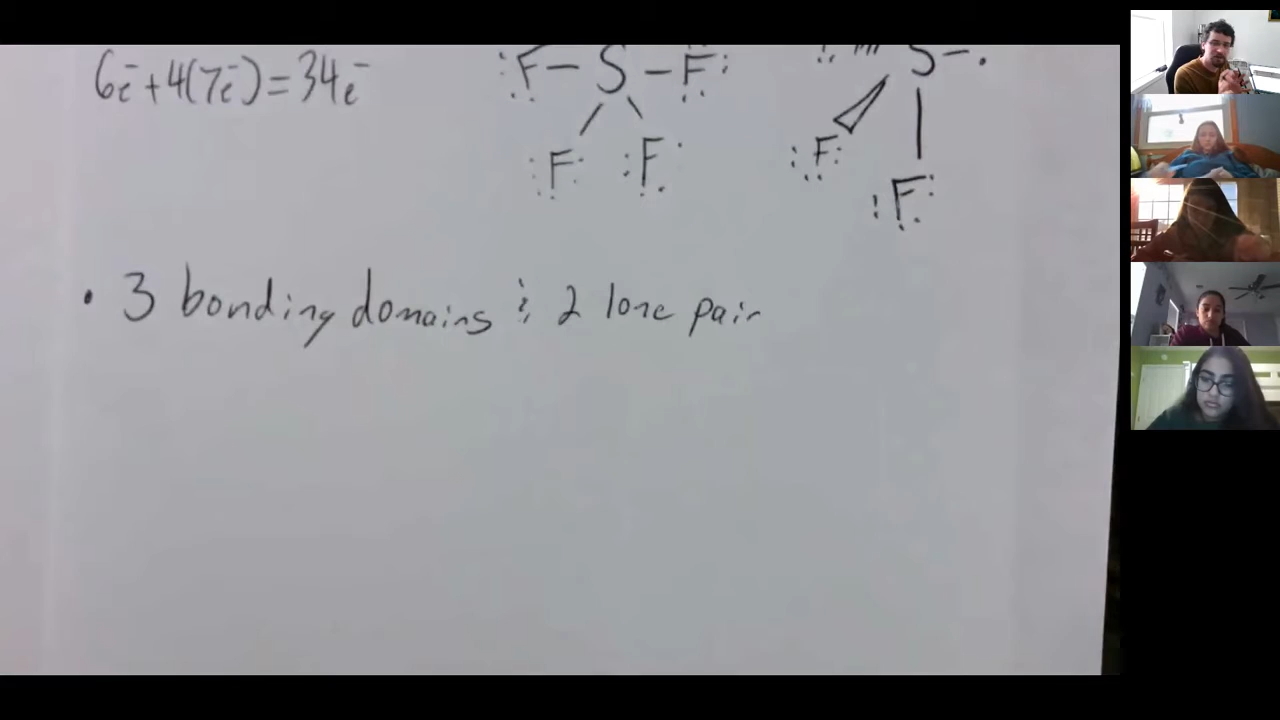 6e⁻+4(7e⁻)=34e⁻
:F—S—F:
S—.
:F: :F:
:F:
:F:
• 3 bonding domains & 2 lone pair